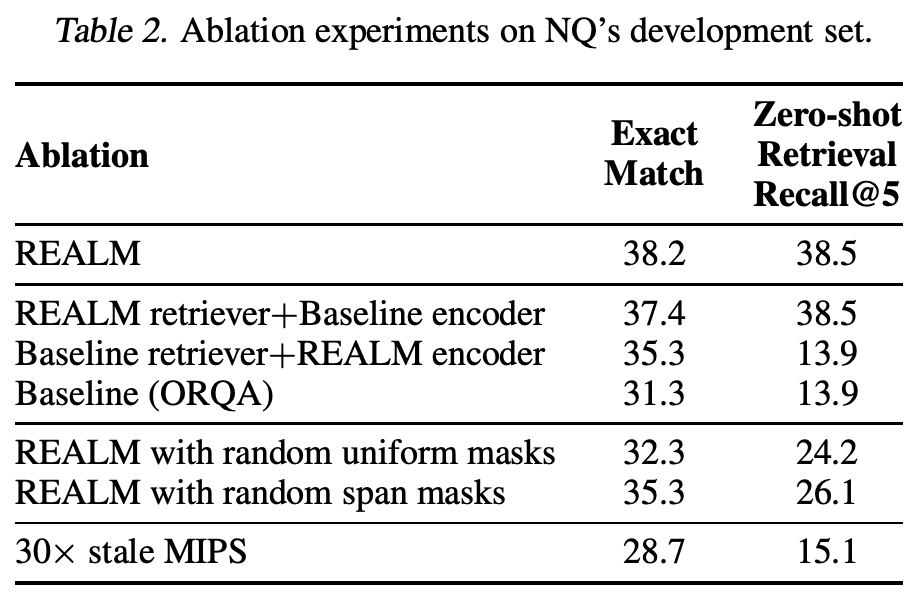 Table 2. Ablation experiments on NQ's development set.
Ablation Exact Match Zero-shot Retrieval Recall@5
REALM 38.2 38.5
REALM retriever+Baseline encoder 37.4 38.5
Baseline retriever+REALM encoder 35.3 13.9
Baseline (ORQA) 31.3 13.9
REALM with random uniform masks 32.3 24.2
REALM with random span masks 35.3 26.1
30× stale MIPS 28.7 15.1